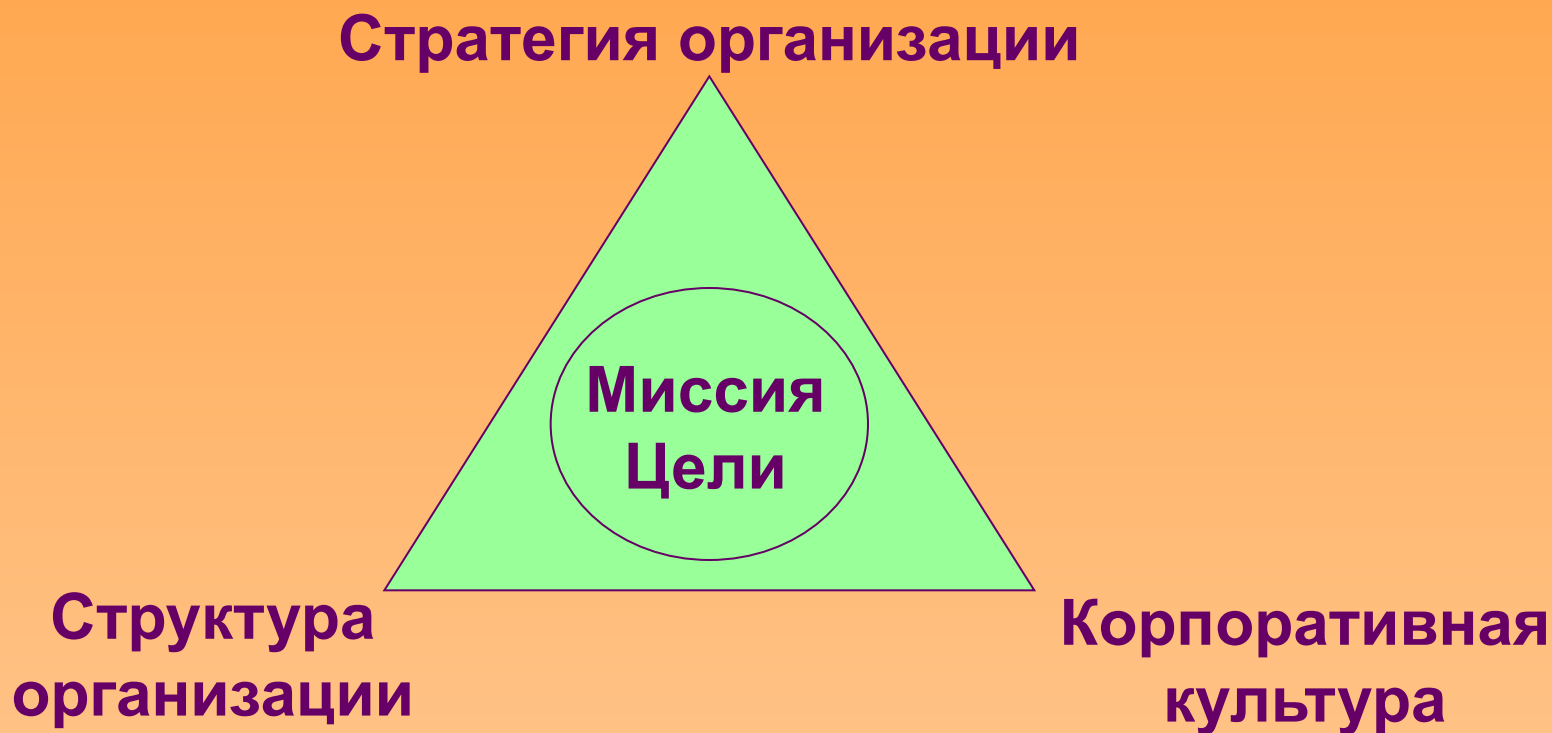 Стратегия организации
Миссия
Цели
Структура
организации
Корпоративная
культура